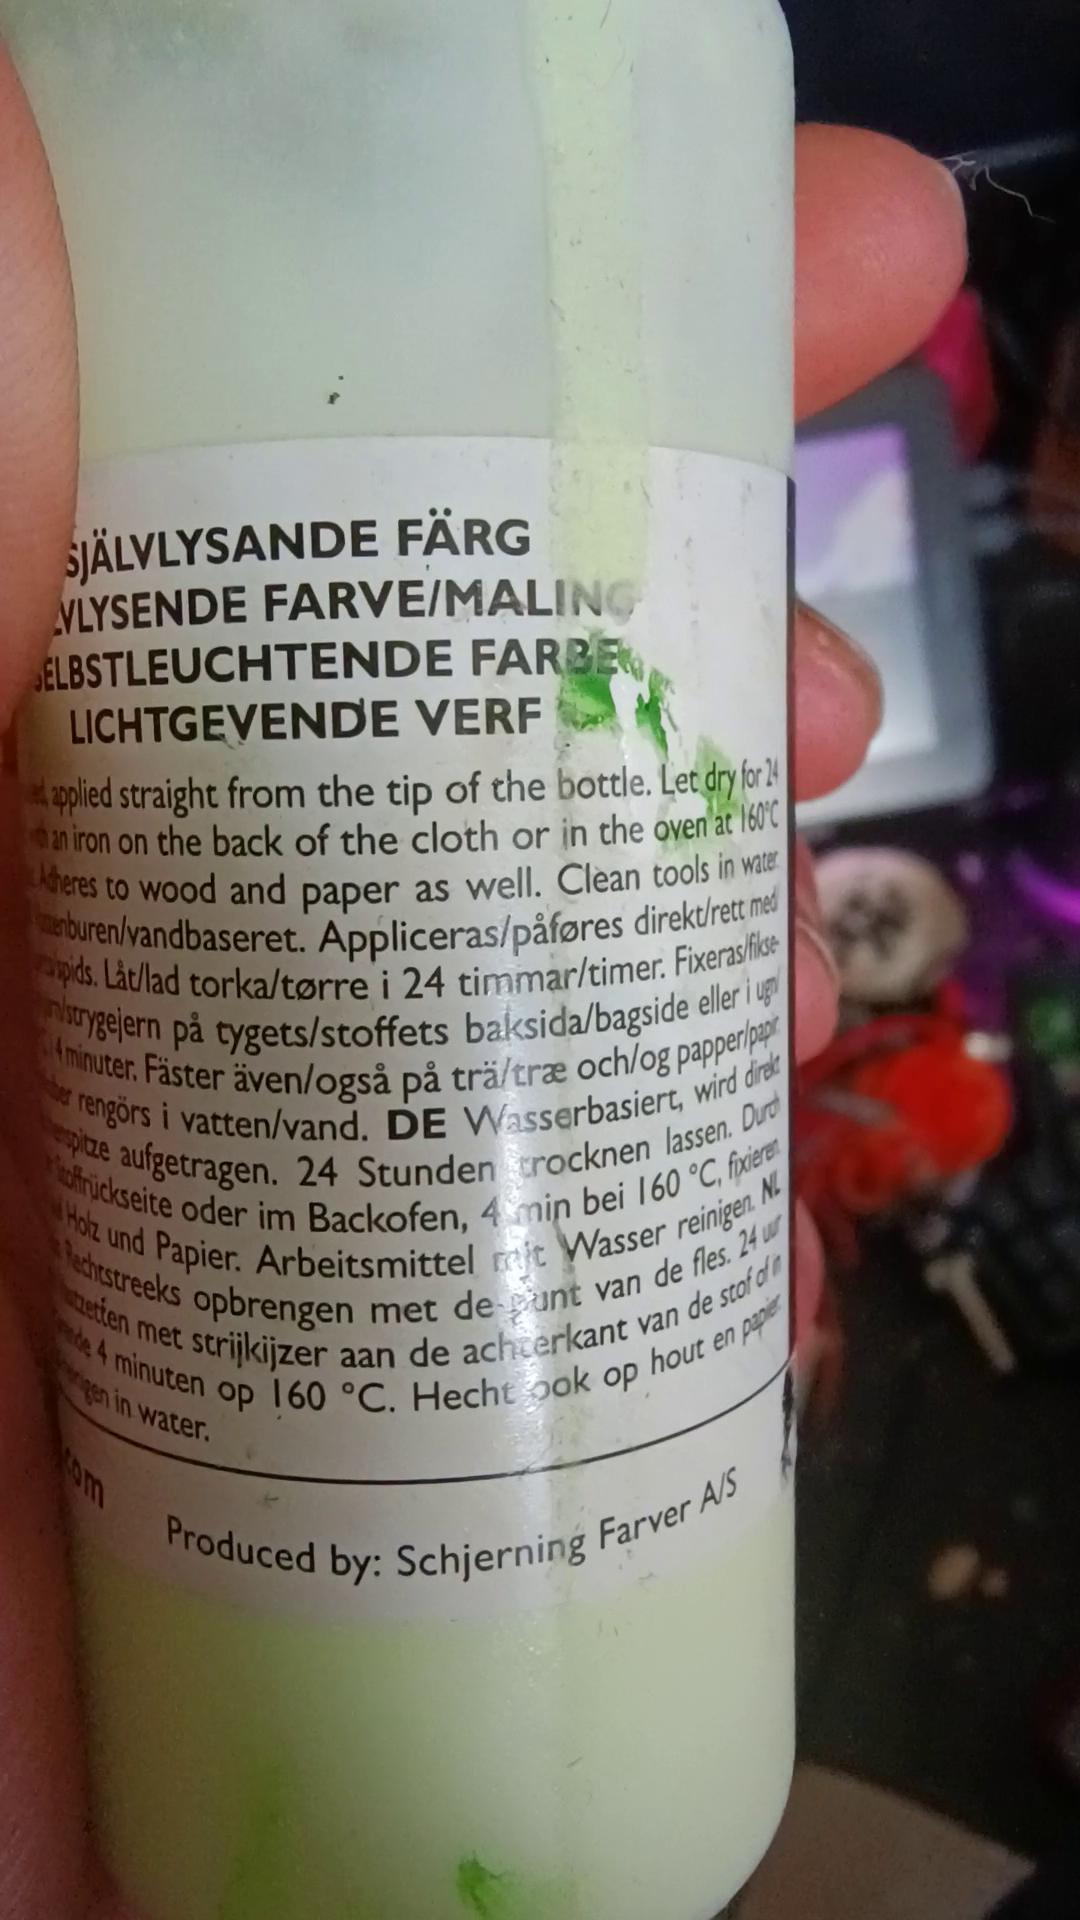 SJÄLVLYSANDE FÄRG
VLYSENDE FARVE/MALING
SELBSTLEUCHTENDE FARBE
LICHTGEVENDE VERF
applied straight from the tip of the bottle. Let dry for 24
an iron on the back of the cloth or in the oven at 160°C
Adheres to wood and paper as well. Clean tools in water
vandbaseret. Appliceras/påføres direkt/rett med
spids. Låt/lad torka/tørre i 24 timmar/timer. Fixeras/fikse-
strygejern på tygets/stoffets baksida/bagside eller i ugn/
4 minuter. Fäster även/også på trä/træ och/og papper/papir.
rengörs i vatten/vand. DE Wasserbasiert, wird direkt
spitze aufgetragen. 24 Stunden trocknen lassen. Durch
Stoffrückseite oder im Backofen, 4 min bei 160 °C, fixieren.
Holz und Papier. Arbeitsmittel mit Wasser reinigen. NL
Rechtstreeks opbrengen met de punt van de fles. 24 uur
met strijkijzer aan de achterkant van de stof of in
4 minuten op 160 °C. Hecht ook op hout en papier.
in water.
com
Produced by: Schjerning Farver A/S